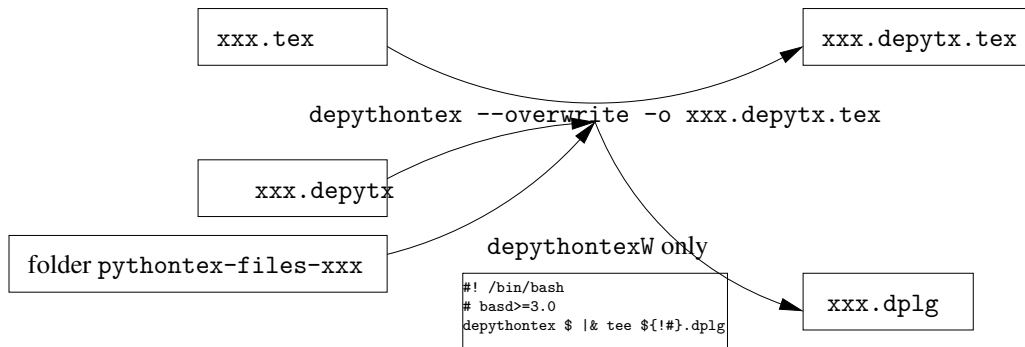 xxx.tex
xxx.depytx.tex
depythontex --overwrite -o xxx.depytx.tex
xxx.depytx
folder pythontex-files-xxx
depythontexW only
#! /bin/bash
# basd>=3.0
depythontex $ |& tee ${!#}.dplg
xxx.dplg